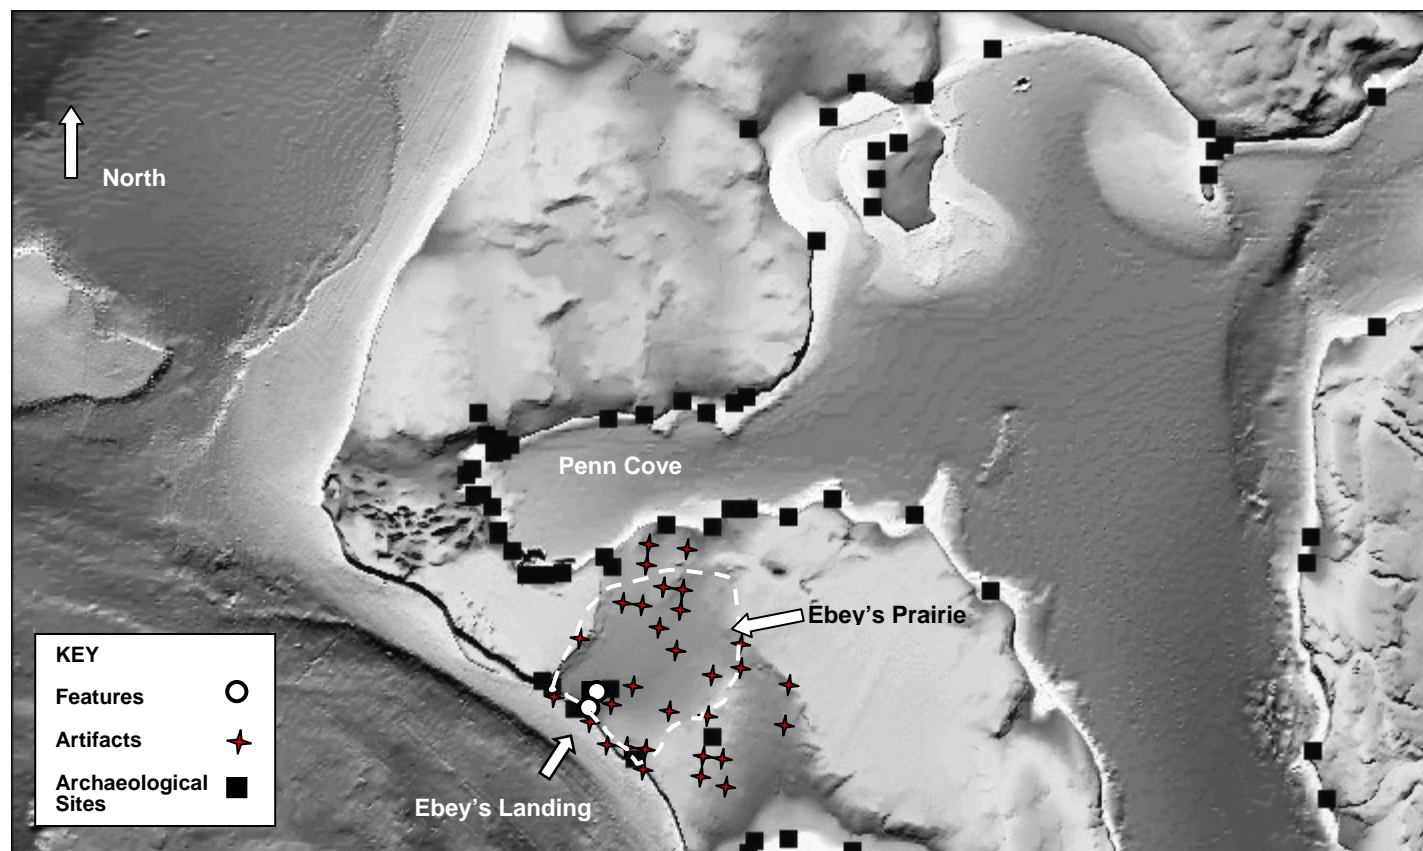 North
Penn Cove
Ebey's Prairie
KEY
Features
Artifacts
Archaeological
Sites
Ebey's Landing